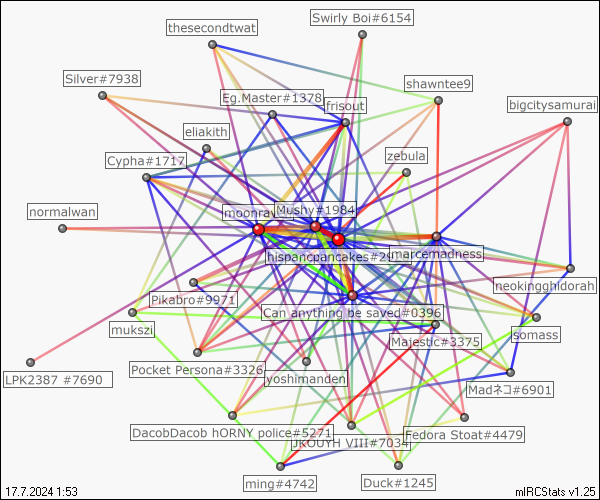 Swirly Boi#6154
thesecondtwat
Silver#7938
shawntee9
Eg.Master#1378
frisout
bigcitysamurai
eliakith
Cypha#1717
zebula
normalwan
Mushy#1984
hispancpancakes#29
marcemadness
neokingghidorah
Pikabro#9971
Can anything be saved#0396
mukszi
somass
Majestic#3375
Pocket Persona#3326
yoshimanden
LPK2387 #7690
Madネコ#6901
DacobDacob hORNY police#5271
JKOUYH VIII#7034
Fedora Stoat#4479
ming#4742
Duck#1245
17.7.2024 1:53
mIRCStats v1.25